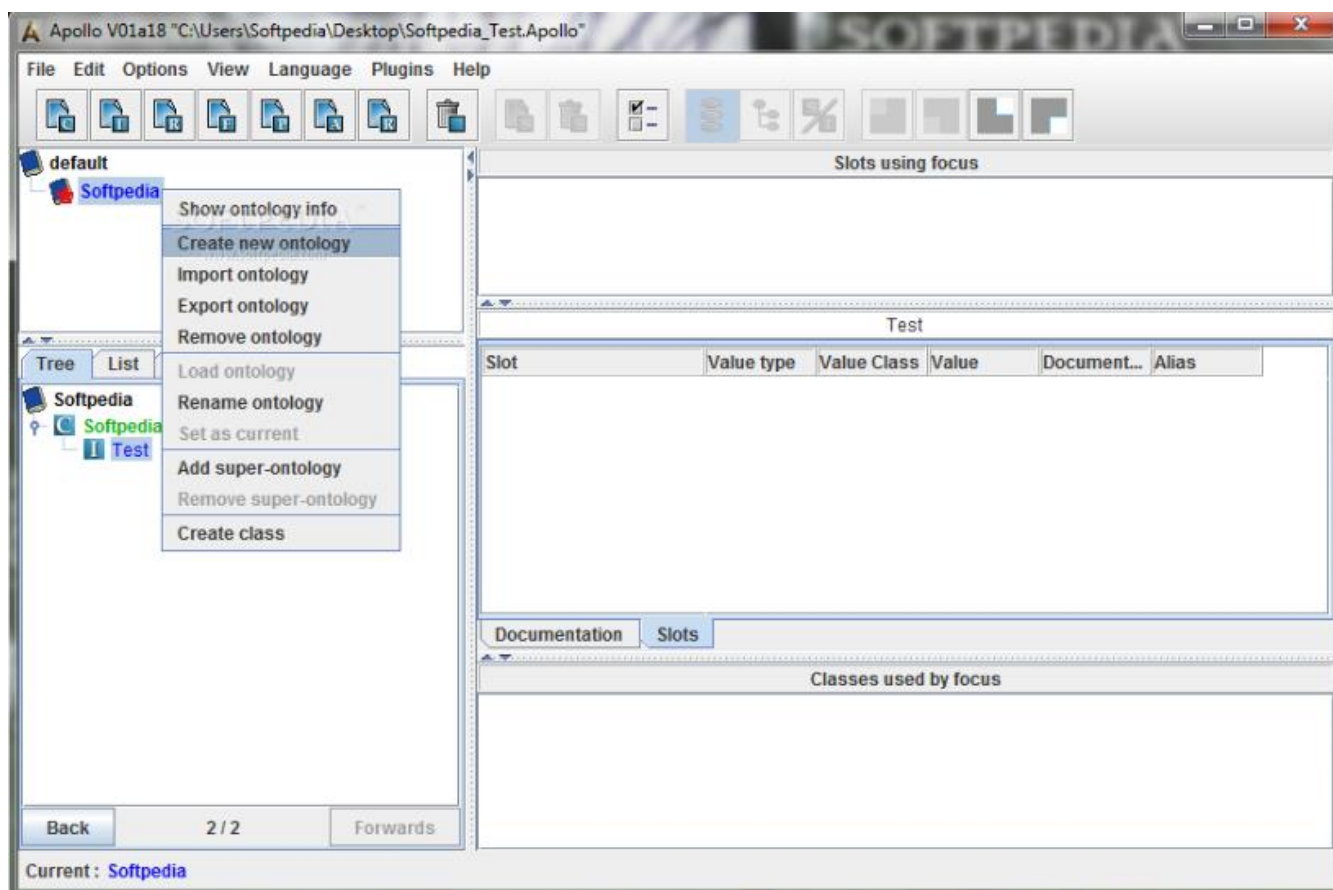 Apollo V01a18 "C:\Users\Softpedia\Desktop\Softpedia_Test.Apollo"
SOFTPEDIA
File Edit Options View Language Plugins Help
C I R F I A R
default
Softpedia
Show ontology info
Create new ontology
Import ontology
Export ontology
Remove ontology
Load ontology
Rename ontology
Set as current
Add super-ontology
Remove super-ontology
Create class
Tree List
Softpedia
C Softpedia
I Test
Back 2 / 2 Forwards
Slots using focus
Test
Slot Value type Value Class Value Document... Alias
Documentation Slots
Classes used by focus
Current : Softpedia